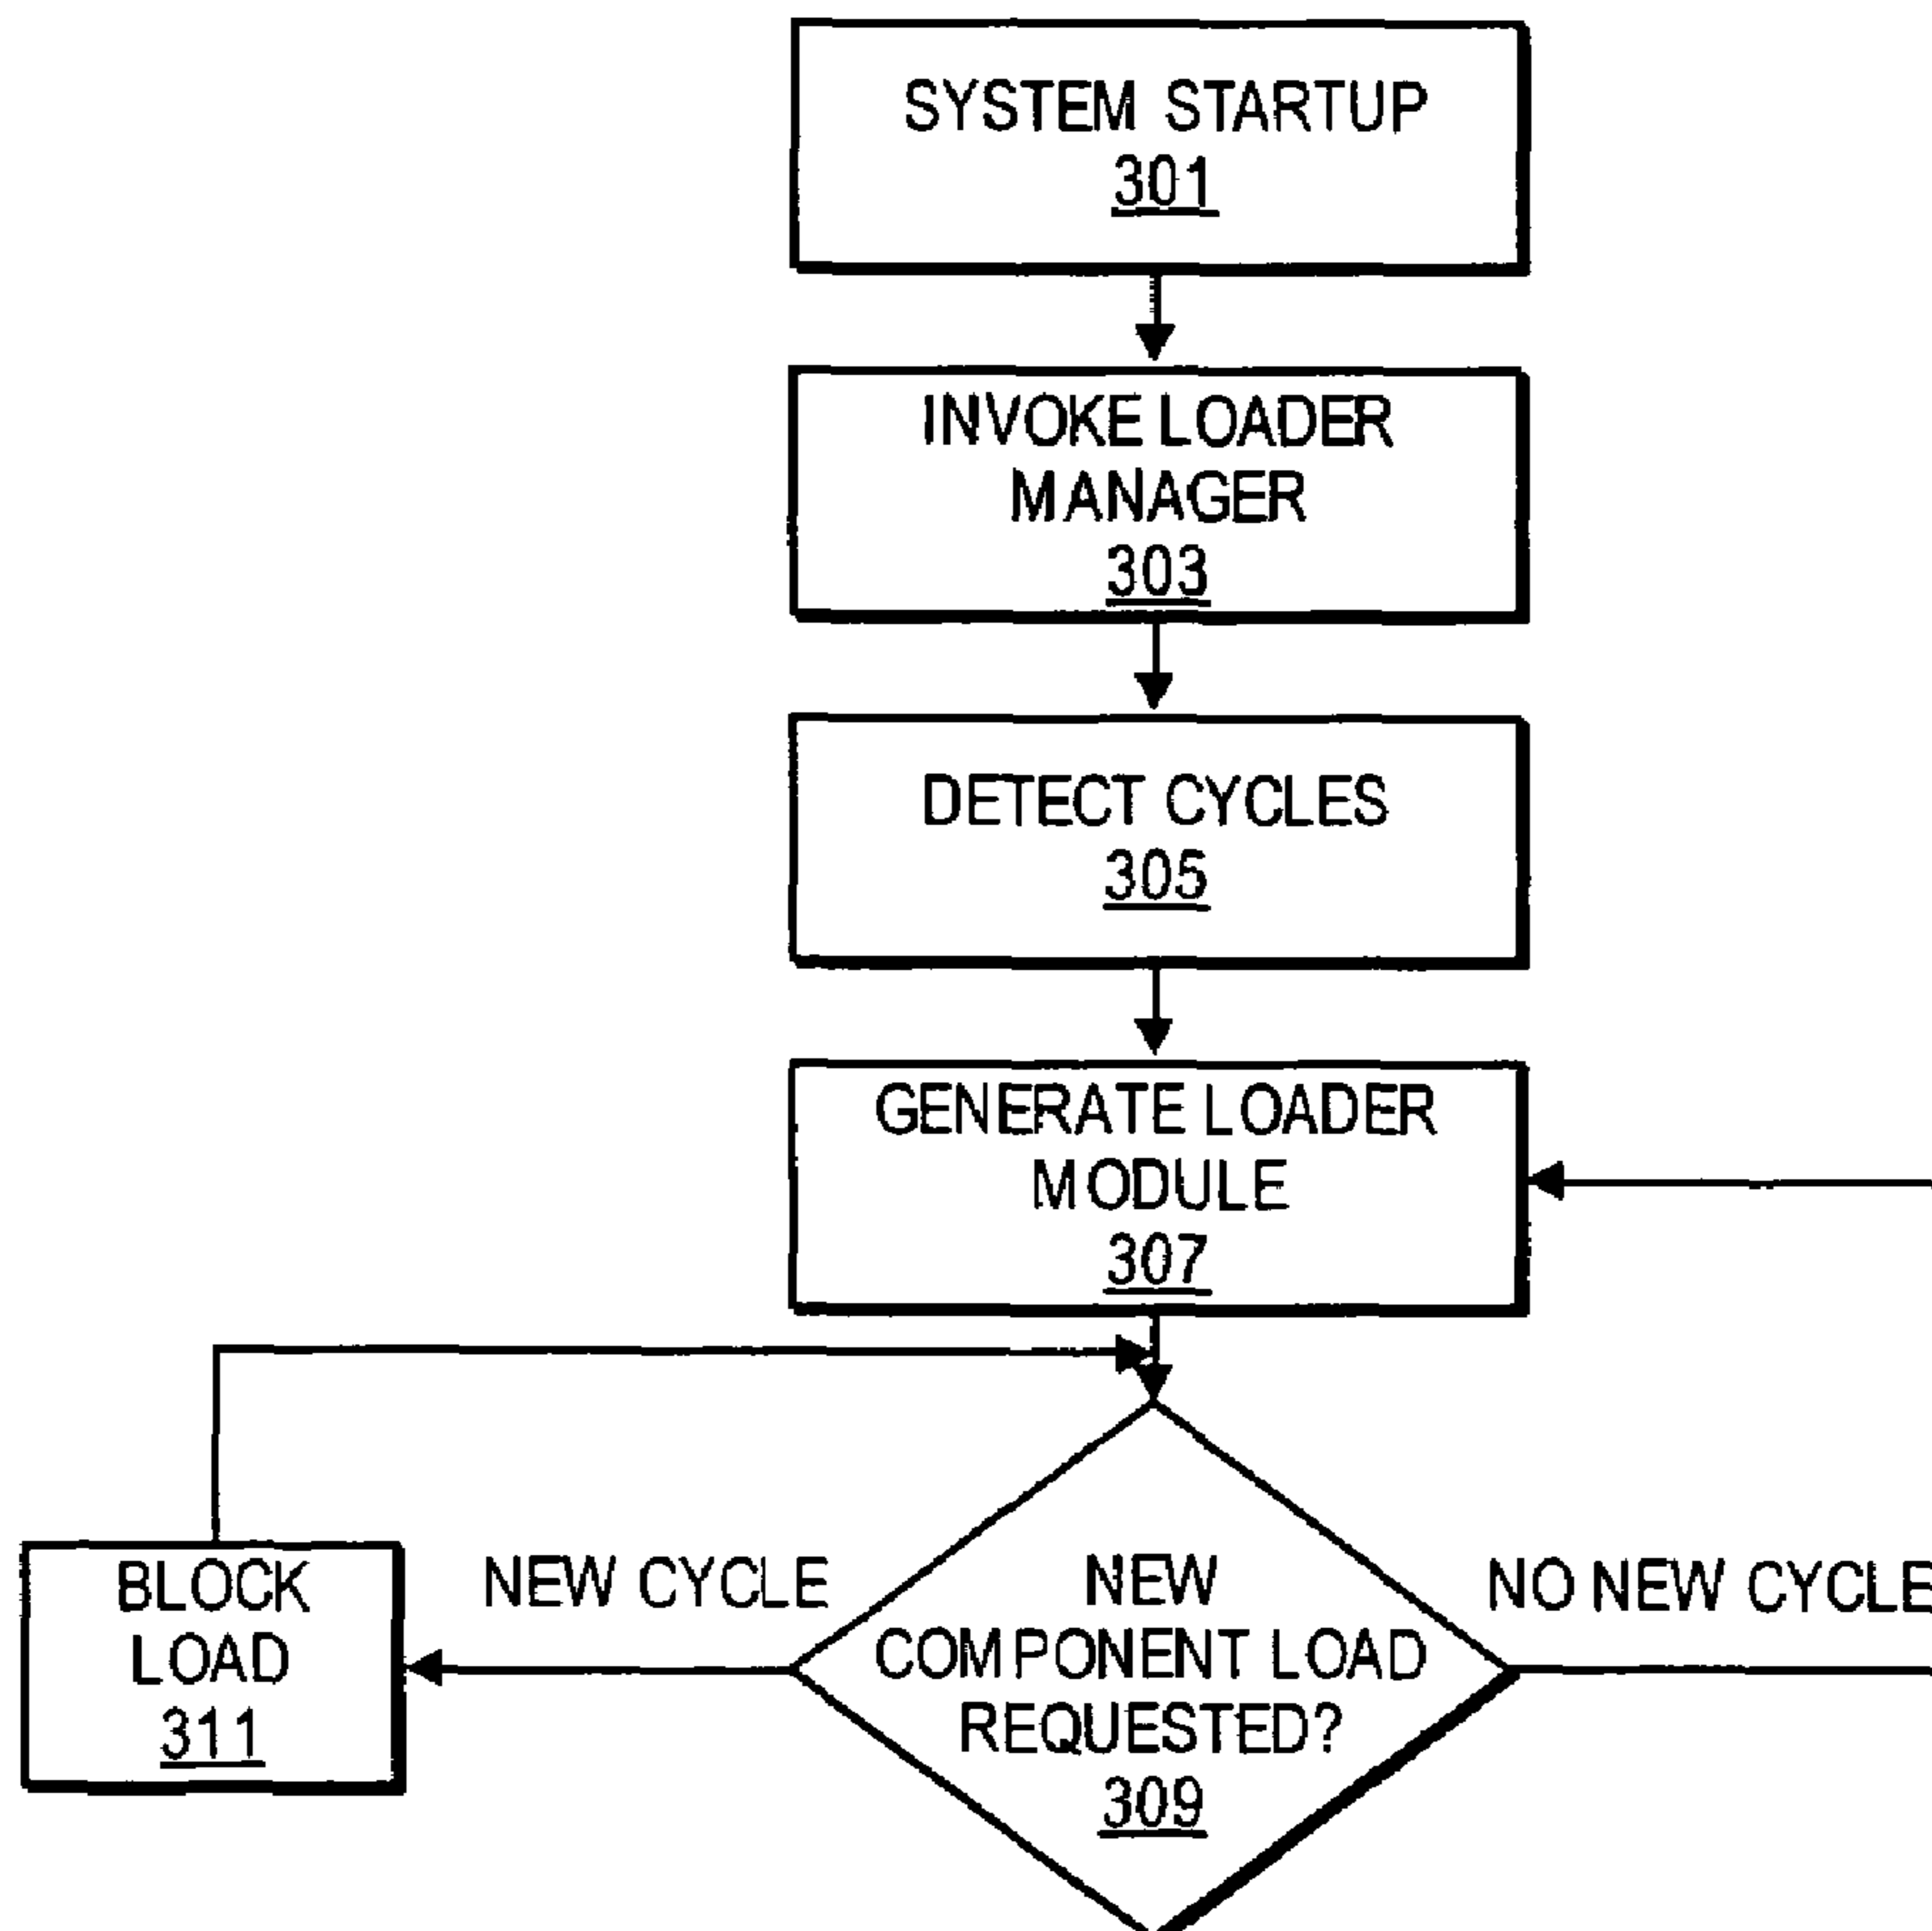 SYSTEM STARTUP
301
INVOKE LOADER
MANAGER
303
DETECT CYCLES
305
GENERATE LOADER
MODULE
307
BLOCK
LOAD
311
NEW CYCLE
NEW
COMPONENT LOAD
REQUESTED?
309
NO NEW CYCLE